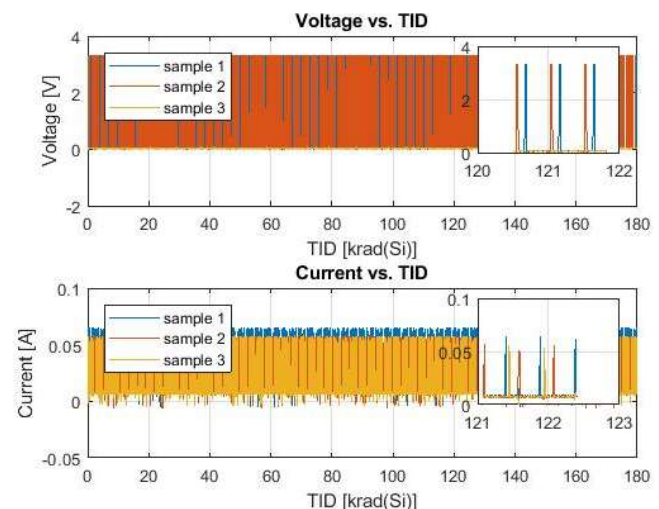 Voltage vs. TID
4
2
0
-2
Voltage [V]
sample 1
sample 2
sample 3
4
2
0
120 121 122
0 20 40 60 80 100 120 140 160 180
TID [krad(Si)]
Current vs. TID
0.1
0.05
0
-0.05
Current [A]
sample 1
sample 2
sample 3
0.1
0.05
0
121 122 123
0 20 40 60 80 100 120 140 160 180
TID [krad(Si)]